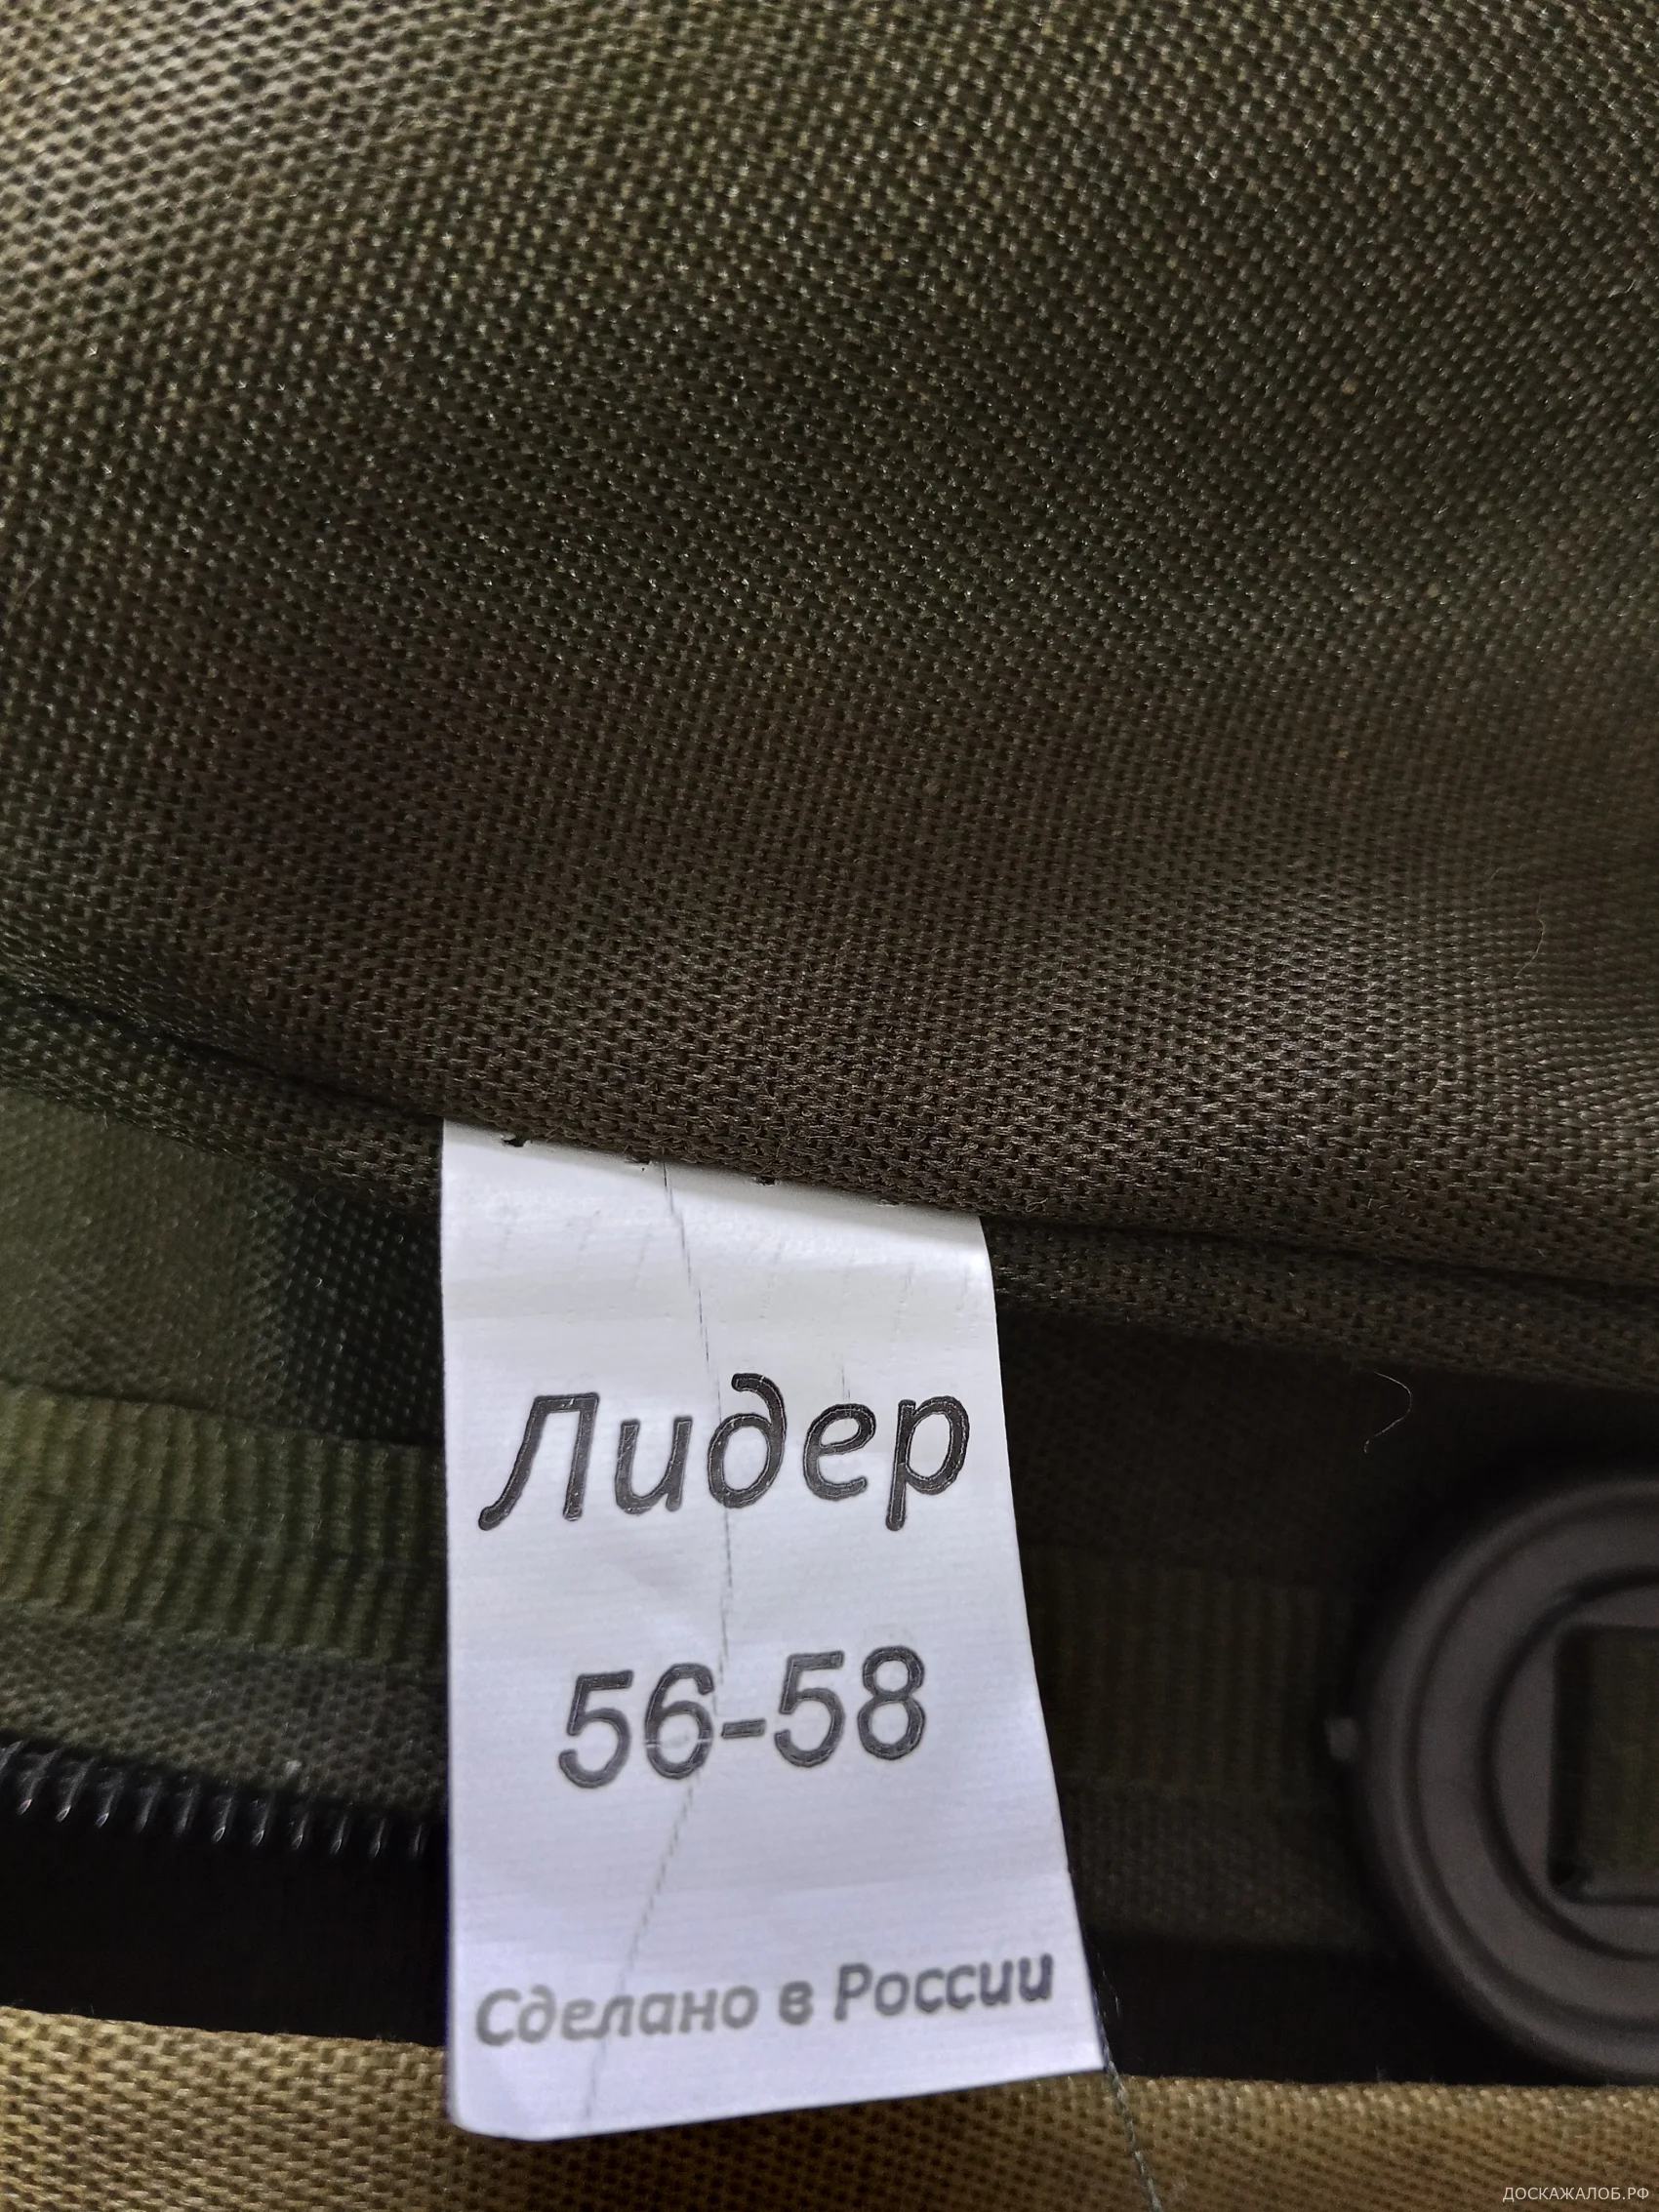 Лидер
56-58
Сделано в России
ДОСКАЖАЛОБ.РФ